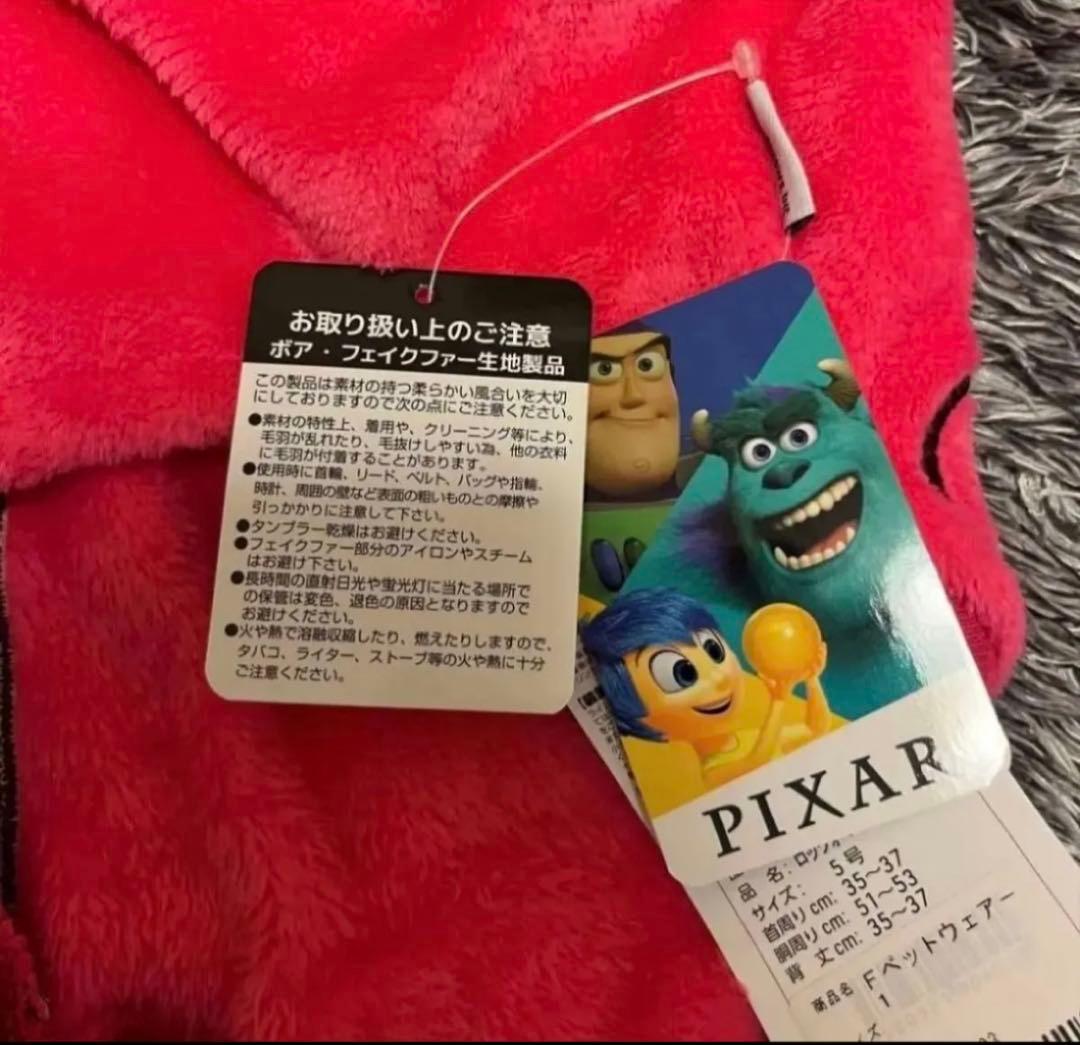 お取り扱い上のご注意
ボア・フェイクファー生地製品
この製品は素材の持つ柔らかい風合いを大切
にしておりますので次の点にご注意ください。
●素材の特性上、着用や、クリーニング等により、
毛羽が乱れたり、毛抜けしやすい為、他の衣料
に毛羽が付着することがあります。
●使用時に首輪、リード、ベルト、バッグや指輪、
時計、周囲の壁など表面の粗いものとの摩擦や
引っかかりに注意して下さい。
●タンブラー乾燥はお避けください。
●フェイクファー部分のアイロンやスチーム
はお避け下さい。
●長時間の直射日光や蛍光灯に当たる場所で
の保管は変色、退色の原因となりますので
お避けください。
●火や熱で溶融収縮したり、燃えたりしますので、
タバコ、ライター、ストーブ等の火や熱に十分
ご注意ください。
PIXAR
品 名: ロッツォ
サイズ: 5号
首周りcm: 35~37
胴周りcm: 51~53
背 丈cm: 35~37
商品名 Fペットウェアー
1